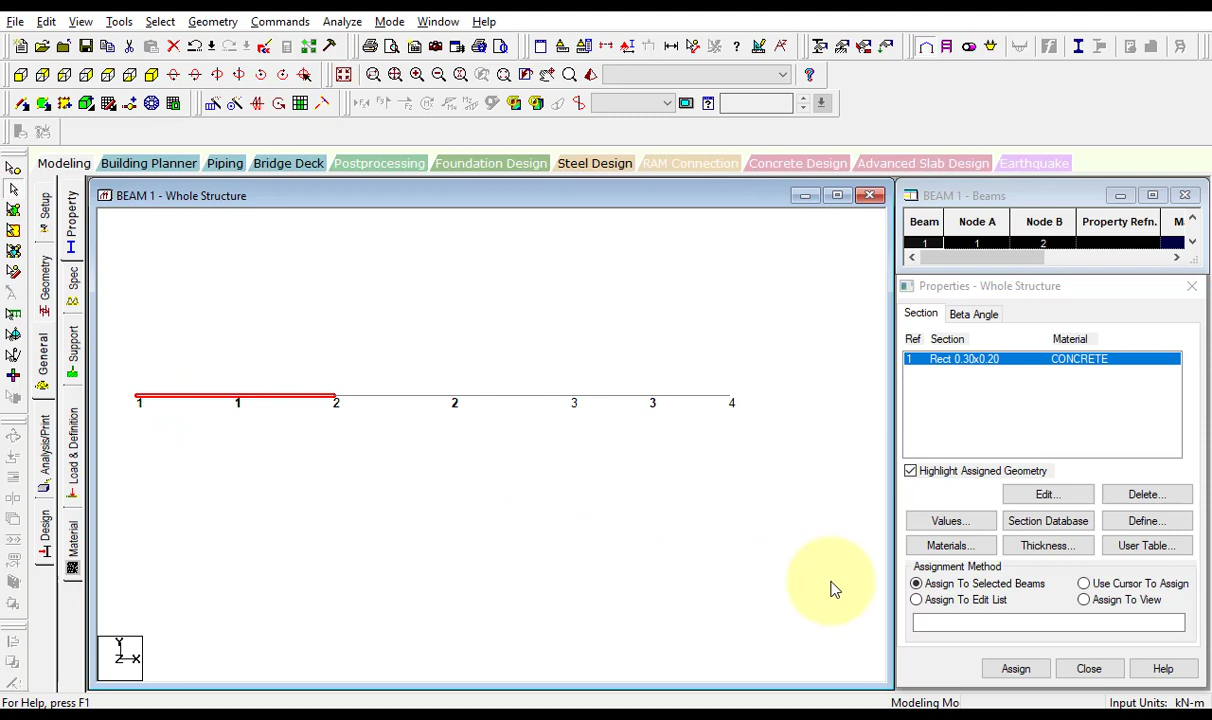 File Edit View Tools Select Geometry Commands Analyze Mode Window Help
Modeling Building Planner Piping Bridge Deck Postprocessing Foundation Design Steel Design RAM Connection Concrete Design Advanced Slab Design Earthquake
Setup
Geometry
General
Analysis/Print
Design
Property
Spec
Support
Load & Definition
Material
BEAM 1 - Whole Structure
1 1 2 2 3 3 4
Y
Z X
BEAM 1 - Beams
Beam Node A Node B Property Refn. M
1 1 2
Properties - Whole Structure
Section Beta Angle
Ref Section Material
1 Rect 0.30x0.20 CONCRETE
Highlight Assigned Geometry
Edit... Delete...
Values... Section Database Define...
Materials... Thickness... User Table...
Assignment Method
Assign To Selected Beams Use Cursor To Assign
Assign To Edit List Assign To View
Assign Close Help
For Help, press F1 Modeling Mo Input Units: kN-m